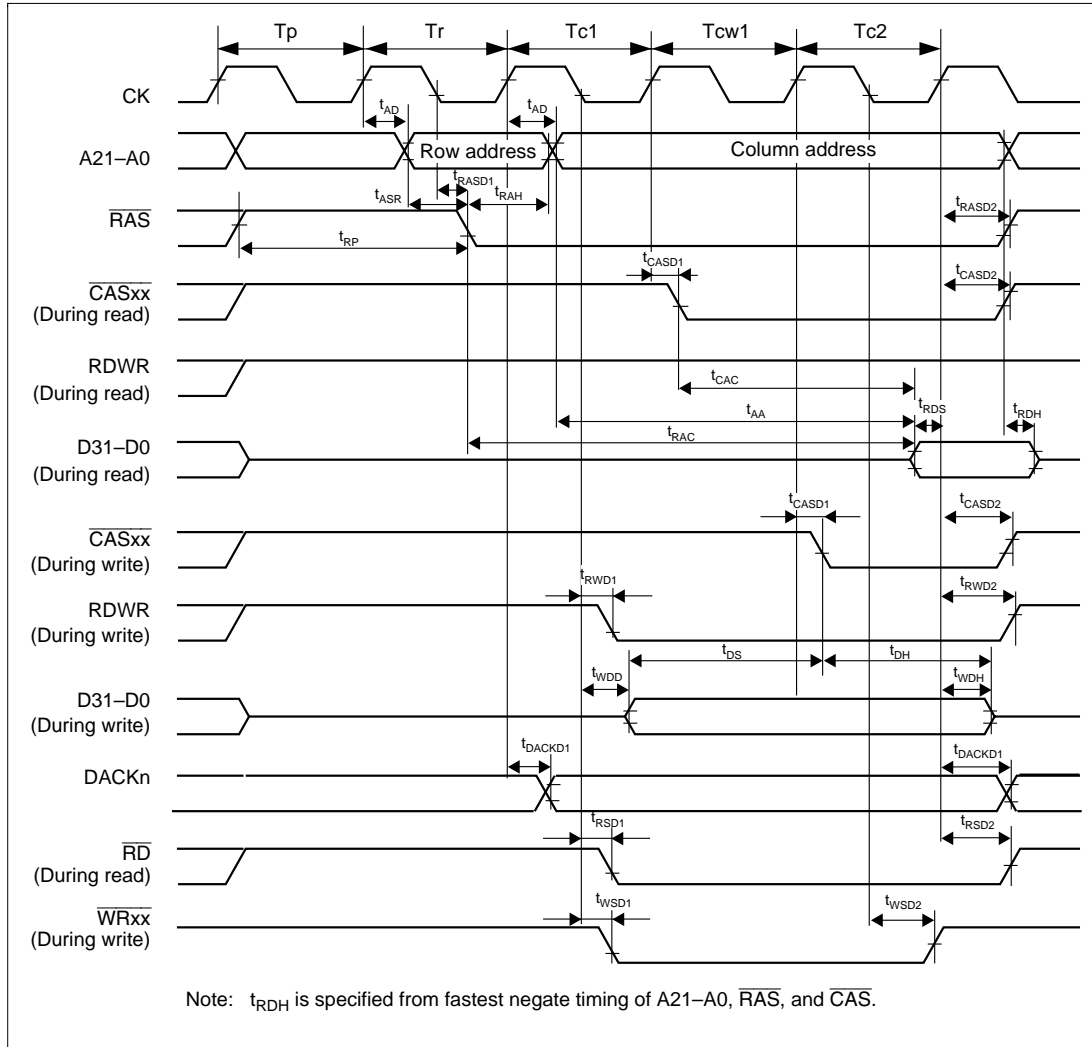 Tp Tr Tc1 Tcw1 Tc2
CK
tAD tAD
A21–A0 Row address Column address
tRASD1
tASR tRAH tRASD2
RAS
tRP
tCASD1 tCASD2
CASxx
(During read)
RDWR
(During read)
tCAC
tAA tRDS tRDH
tRAC
D31–D0
(During read)
tCASD1 tCASD2
CASxx
(During write)
tRWD1 tRWD2
RDWR
(During write)
tDS tDH
tWDD tWDH
D31–D0
(During write)
tDACKD1 tDACKD1
DACKn
tRSD1 tRSD2
RD
(During read)
tWSD1 tWSD2
WRxx
(During write)
Note: tRDH is specified from fastest negate timing of A21–A0, RAS, and CAS.